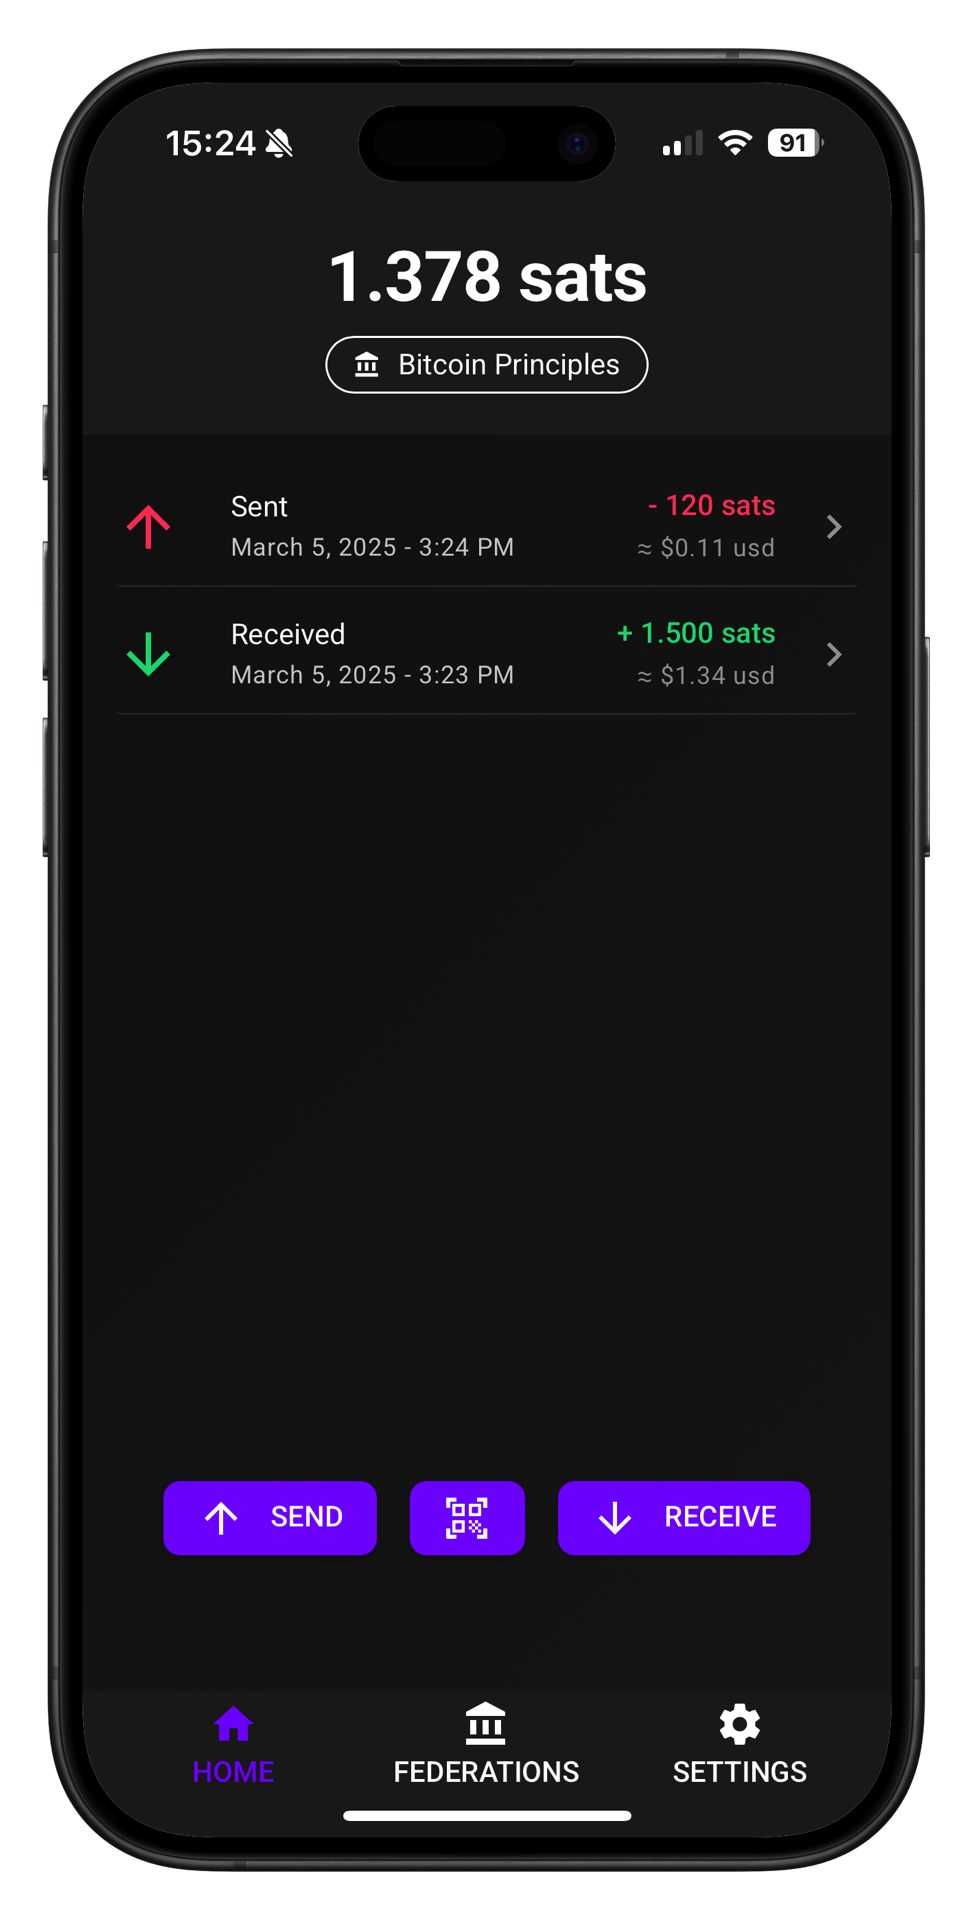 15:24
91
1.378 sats
Bitcoin Principles
Sent
- 120 sats
March 5, 2025 - 3:24 PM
≈ $0.11 usd
Received
+ 1.500 sats
March 5, 2025 - 3:23 PM
≈ $1.34 usd
SEND
RECEIVE
HOME
FEDERATIONS
SETTINGS